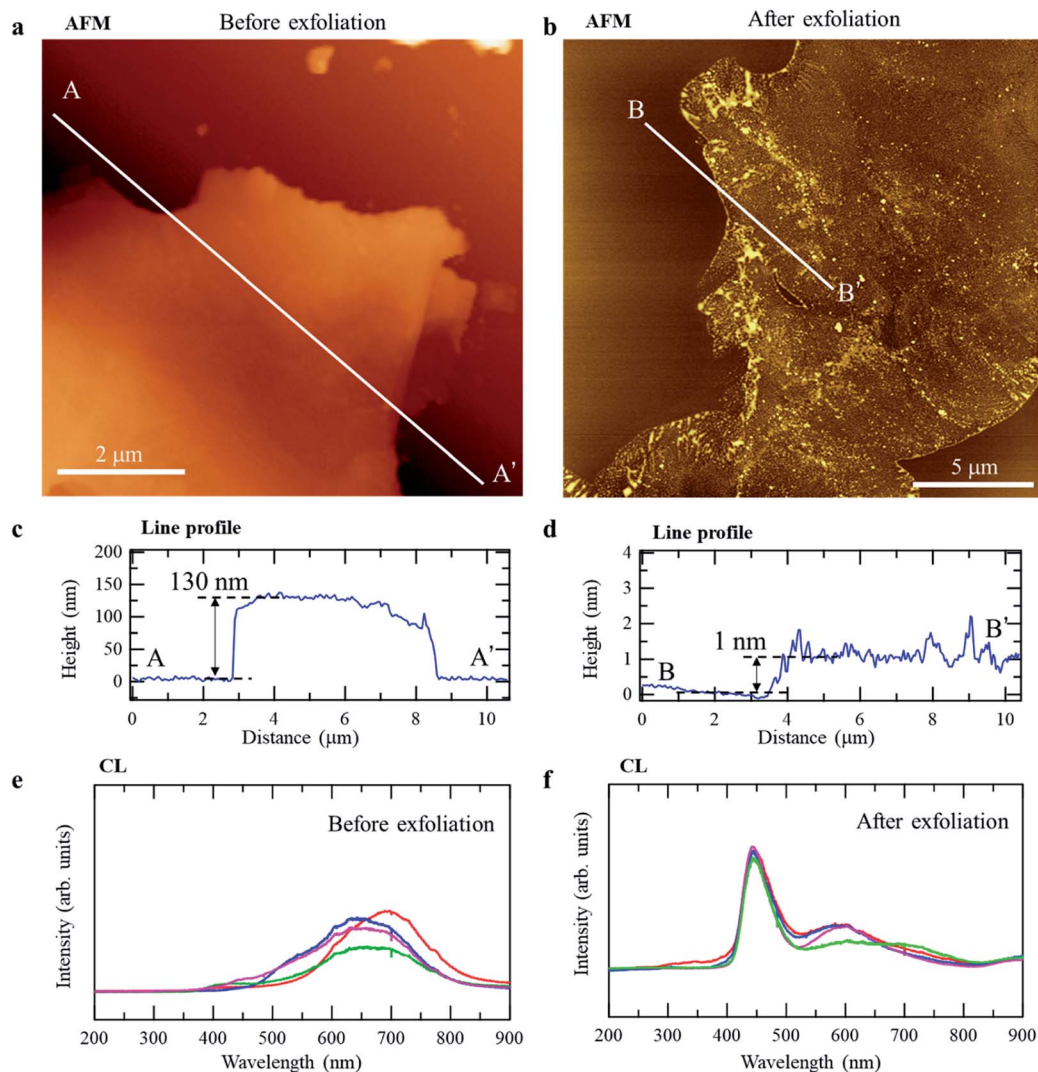 a AFM Before exfoliation
A
A’
2 μm
b AFM After exfoliation
B
B’
5 μm
c Line profile
200
150
100
50
0
Height (nm)
130 nm
A
A’
0 2 4 6 8 10
Distance (μm)
d Line profile
4
3
2
1
0
Height (nm)
1 nm
B
B’
0 2 4 6 8 10
Distance (μm)
e CL
Before exfoliation
Intensity (arb. units)
200 300 400 500 600 700 800 900
Wavelength (nm)
f CL
After exfoliation
Intensity (arb. units)
200 300 400 500 600 700 800 900
Wavelength (nm)